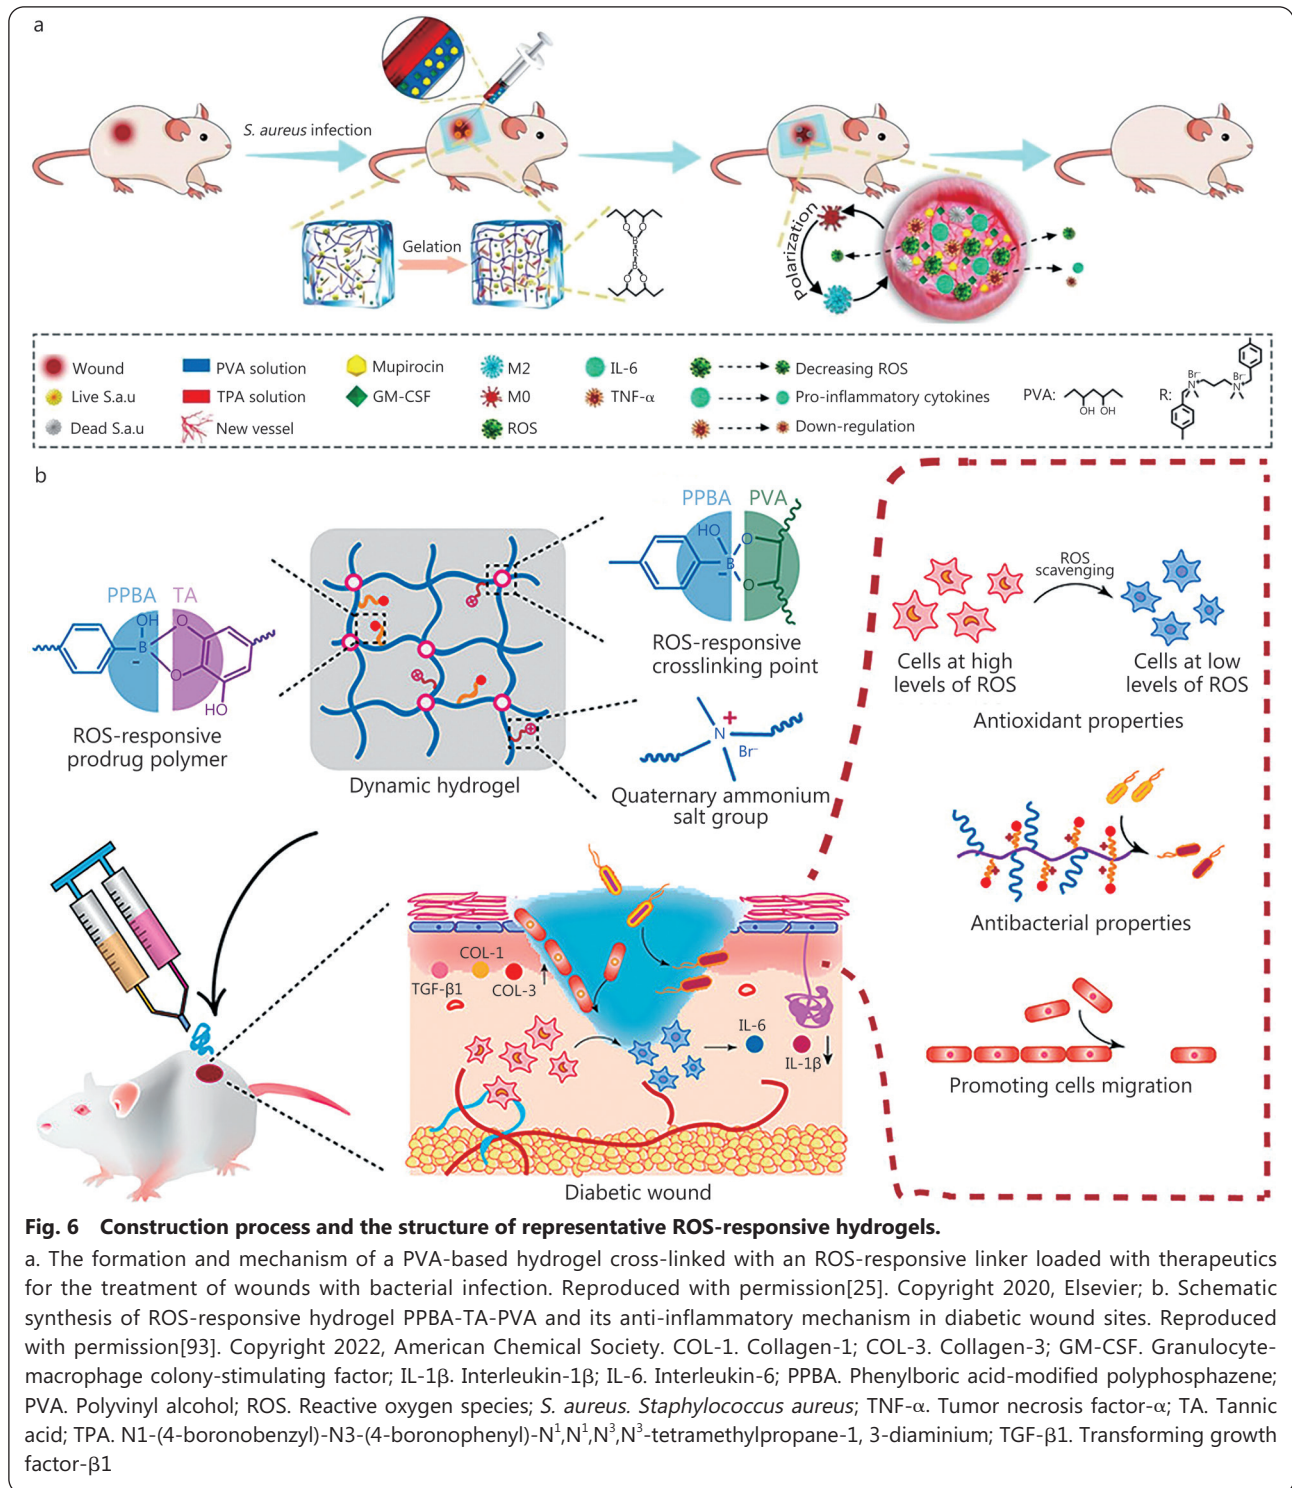 a
S. aureus infection
Gelation
B
R
B
O
O
O
O
Polarization
Wound
PVA solution
Mupirocin
M2
IL-6
Decreasing ROS
Live S.a.u
TPA solution
GM-CSF
M0
TNF-α
Pro-inflammatory cytokines
Dead S.a.u
New vessel
ROS
Down-regulation
PVA:
OH OH
R:
Br⁻
N⁺
Br⁻
N⁺
b
PPBA TA
OH
B
O
O
HO
−
ROS-responsive
prodrug polymer
Dynamic hydrogel
PPBA PVA
HO
B
O
O
−
ROS-responsive
crosslinking point
N
+
Br⁻
Quaternary ammonium
salt group
ROS
scavenging
Cells at high
levels of ROS
Cells at low
levels of ROS
Antioxidant properties
Antibacterial properties
Promoting cells migration
COL-1
TGF-β1
COL-3
IL-6
IL-1β
Diabetic wound
Fig. 6 Construction process and the structure of representative ROS-responsive hydrogels.
a. The formation and mechanism of a PVA-based hydrogel cross-linked with an ROS-responsive linker loaded with therapeutics
for the treatment of wounds with bacterial infection. Reproduced with permission[25]. Copyright 2020, Elsevier; b. Schematic
synthesis of ROS-responsive hydrogel PPBA-TA-PVA and its anti-inflammatory mechanism in diabetic wound sites. Reproduced
with permission[93]. Copyright 2022, American Chemical Society. COL-1. Collagen-1; COL-3. Collagen-3; GM-CSF. Granulocyte-
macrophage colony-stimulating factor; IL-1β. Interleukin-1β; IL-6. Interleukin-6; PPBA. Phenylboric acid-modified polyphosphazene;
PVA. Polyvinyl alcohol; ROS. Reactive oxygen species; S. aureus. Staphylococcus aureus; TNF-α. Tumor necrosis factor-α; TA. Tannic
acid; TPA. N1-(4-boronobenzyl)-N3-(4-boronophenyl)-N¹,N¹,N³,N³-tetramethylpropane-1, 3-diaminium; TGF-β1. Transforming growth
factor-β1